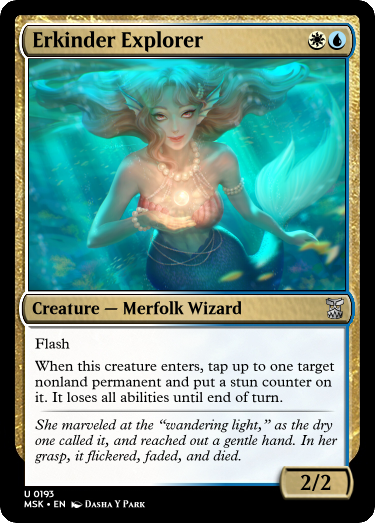 Erkinder Explorer
Creature — Merfolk Wizard
Flash
When this creature enters, tap up to one target
nonland permanent and put a stun counter on
it. It loses all abilities until end of turn.
She marveled at the “wandering light,” as the dry
one called it, and reached out a gentle hand. In her
grasp, it flickered, faded, and died.
2/2
U 0193
MSK • EN Dasha Y Park